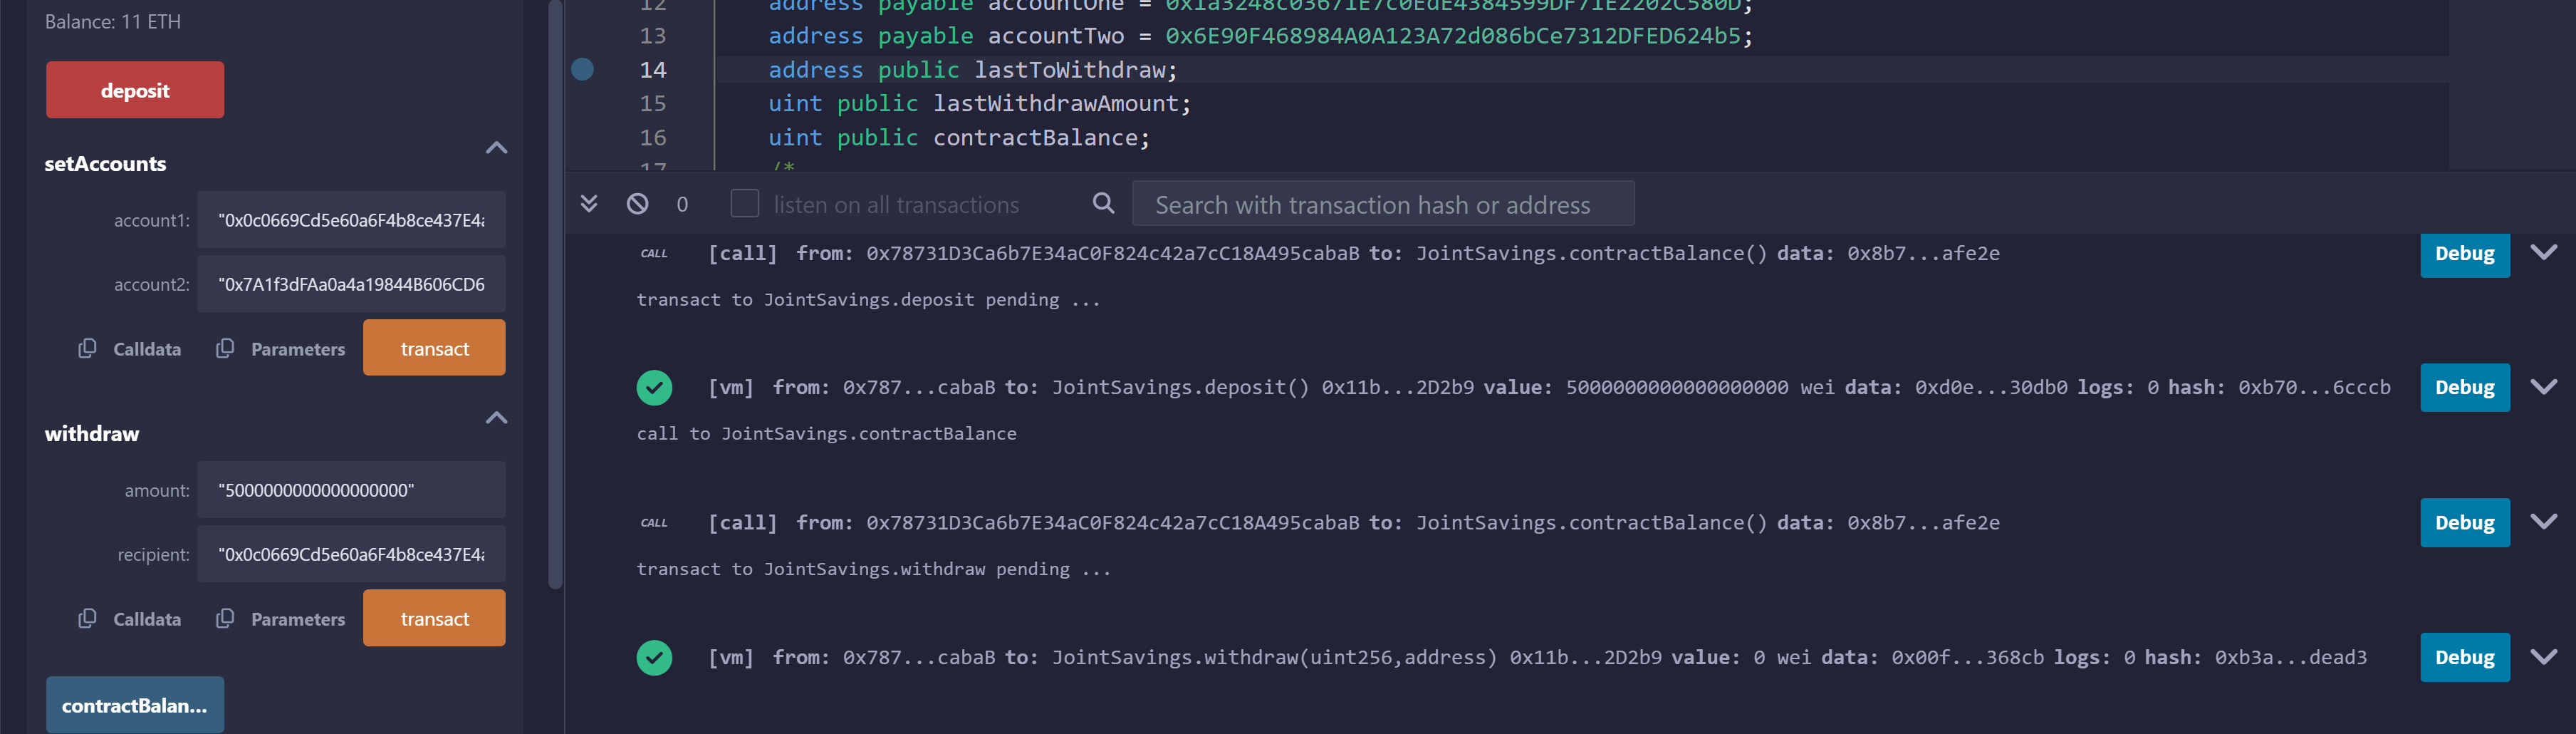 Balance: 11 ETH
deposit
setAccounts
account1: "0x0c0669Cd5e60a6F4b8ce437E4a
account2: "0x7A1f3dFAa0a4a19844B606CD6
Calldata Parameters transact
withdraw
amount: "5000000000000000000"
recipient: "0x0c0669Cd5e60a6F4b8ce437E4a
Calldata Parameters transact
contractBalan...
12 address payable accountOne = 0x1a3248c03671E7c0EdE4384599DF71E2202C580D;
13 address payable accountTwo = 0x6E90F468984A0A123A72d086bCe7312DFED624b5;
14 address public lastToWithdraw;
15 uint public lastWithdrawAmount;
16 uint public contractBalance;
17 /*
0 listen on all transactions Search with transaction hash or address
CALL [call] from: 0x78731D3Ca6b7E34aC0F824c42a7cC18A495cabaB to: JointSavings.contractBalance() data: 0x8b7...afe2e Debug
transact to JointSavings.deposit pending ...
[vm] from: 0x787...cabaB to: JointSavings.deposit() 0x11b...2D2b9 value: 5000000000000000000 wei data: 0xd0e...30db0 logs: 0 hash: 0xb70...6cccb Debug
call to JointSavings.contractBalance
CALL [call] from: 0x78731D3Ca6b7E34aC0F824c42a7cC18A495cabaB to: JointSavings.contractBalance() data: 0x8b7...afe2e Debug
transact to JointSavings.withdraw pending ...
[vm] from: 0x787...cabaB to: JointSavings.withdraw(uint256,address) 0x11b...2D2b9 value: 0 wei data: 0x00f...368cb logs: 0 hash: 0xb3a...dead3 Debug